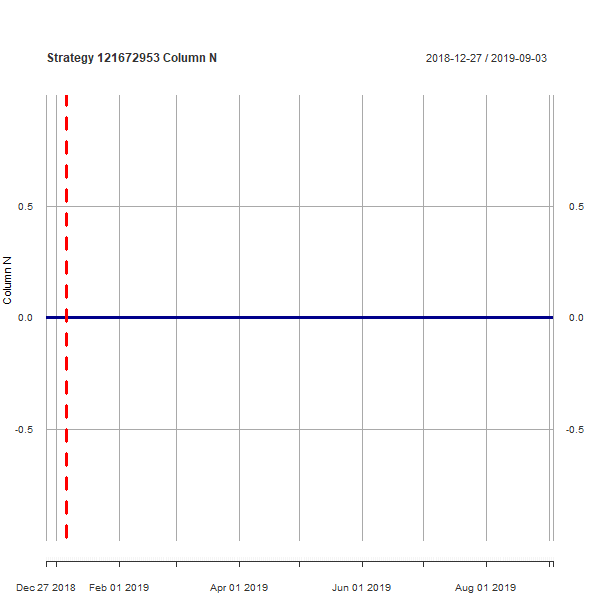 Strategy 121672953 Column N
2018-12-27 / 2019-09-03
0.5
0.5
Column N
0.0
0.0
-0.5
-0.5
Dec 27 2018
Feb 01 2019
Apr 01 2019
Jun 01 2019
Aug 01 2019